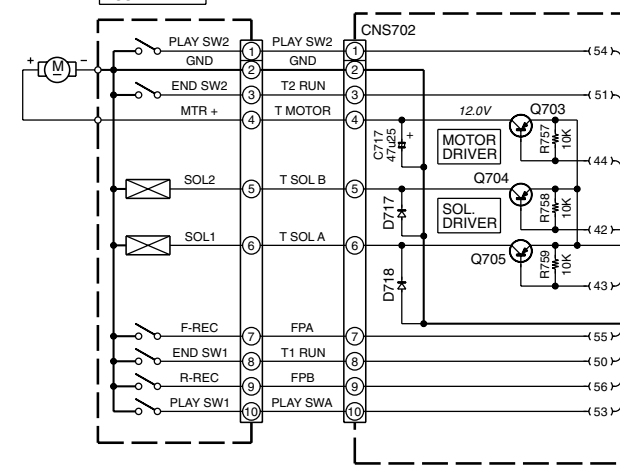 CNS702
PLAY SW2 1 PLAY SW2 1 54
GND 2 GND 2
+ M -
END SW2 3 T2 RUN 3 51
MTR + 4 T MOTOR 4 12.0V Q703
C717 47u25 + MOTOR DRIVER R757 10K 44
Q704
SOL2 5 T SOL B 5
D717 SOL. DRIVER R758 10K 42
SOL1 6 T SOL A 6
Q705 R759 10K 43
D718
F-REC 7 FPA 7 55
END SW1 8 T1 RUN 8 50
R-REC 9 FPB 9 56
PLAY SW1 10 PLAY SWA 10 53